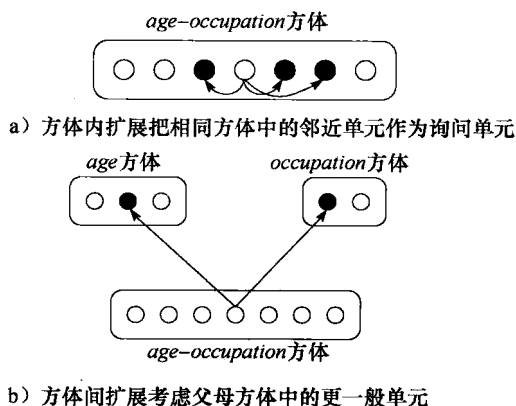 age-occupation方体
a）方体内扩展把相同方体中的邻近单元作为询问单元
age方体 occupation方体
age-occupation方体
b）方体间扩展考虑父母方体中的更一般单元